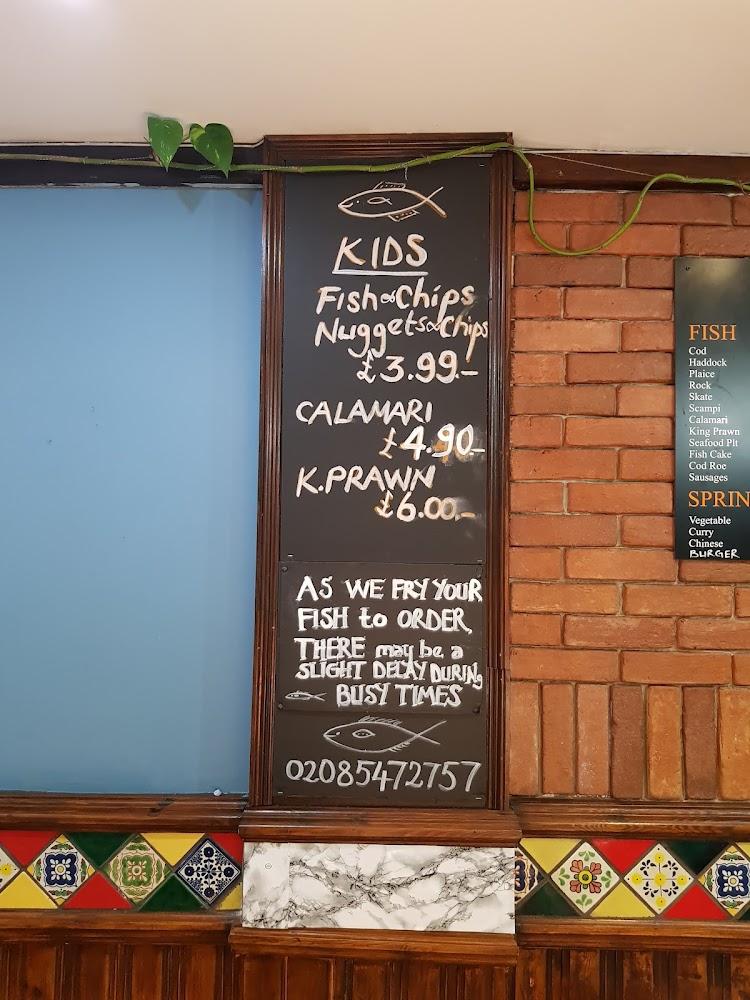 KIDS
Fish & Chips
Nuggets & Chips
£3.99.-
CALAMARI
£4.90.-
K.PRAWN
£6.00.-
AS WE FRY YOUR
FISH to ORDER,
THERE may be a
SLIGHT DELAY DURING
BUSY TIMES
02085472757
FISH
Cod
Haddock
Plaice
Rock
Skate
Scampi
Calamari
King Prawn
Seafood Plt
Fish Cake
Cod Roe
Sausages
SPRIN
Vegetable
Curry
Chinese
BURGER